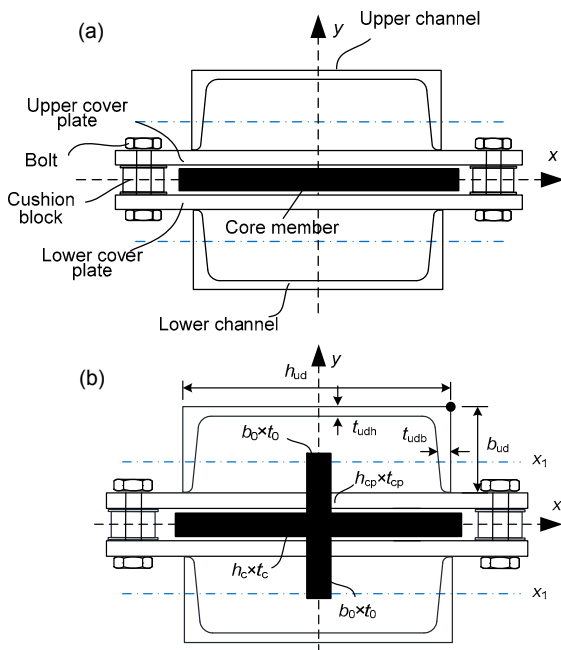 (a)
y
Upper channel
Upper cover
plate
Bolt
x
Cushion
block
Core member
Lower cover
plate
Lower channel
(b)
y
hud
tudh
b0×t0
tudb
bud
x1
hcp×tcp
x
hc×tc
b0×t0
x1